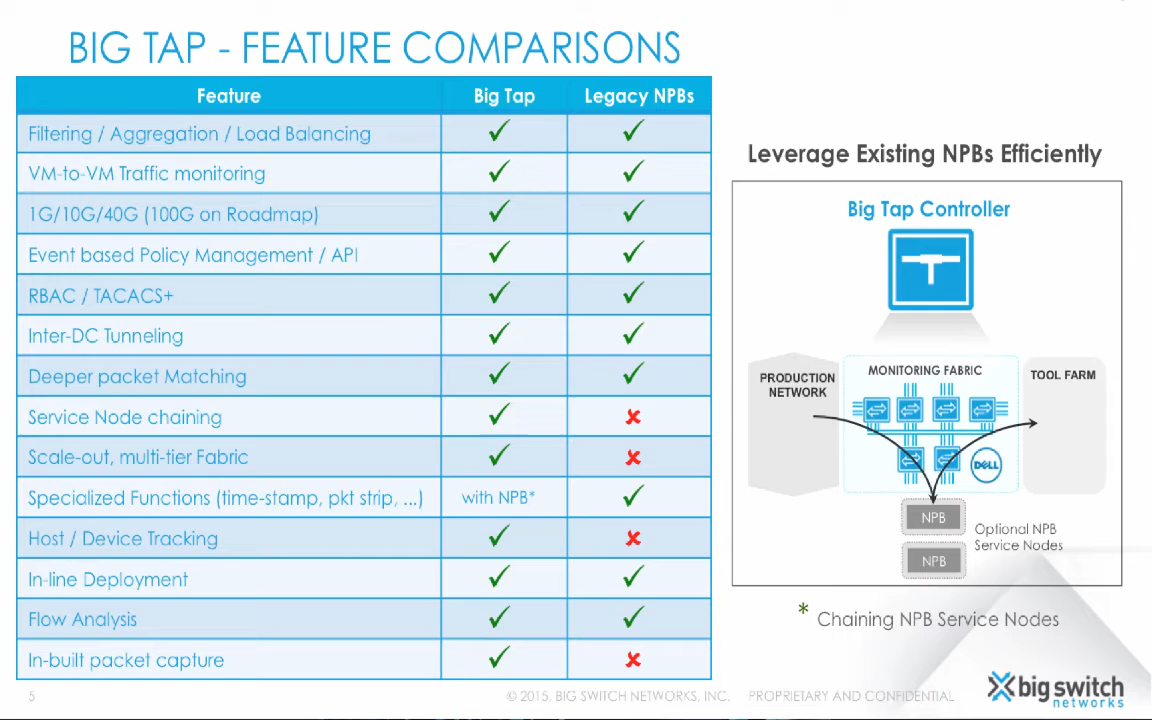 BIG TAP - FEATURE COMPARISONS
Feature Big Tap Legacy NPBs
Filtering / Aggregation / Load Balancing ✓ ✓
VM-to-VM Traffic monitoring ✓ ✓
1G/10G/40G (100G on Roadmap) ✓ ✓
Event based Policy Management / API ✓ ✓
RBAC / TACACS+ ✓ ✓
Inter-DC Tunneling ✓ ✓
Deeper packet Matching ✓ ✓
Service Node chaining ✓ ✘
Scale-out, multi-tier Fabric ✓ ✘
Specialized Functions (time-stamp, pkt strip, ...) with NPB* ✓
Host / Device Tracking ✓ ✘
In-line Deployment ✓ ✓
Flow Analysis ✓ ✓
In-built packet capture ✓ ✘
Leverage Existing NPBs Efficiently
Big Tap Controller
PRODUCTION
NETWORK
MONITORING FABRIC
TOOL FARM
DELL
NPB
NPB
Optional NPB
Service Nodes
* Chaining NPB Service Nodes
5
© 2015, BIG SWITCH NETWORKS, INC. PROPRIETARY AND CONFIDENTIAL
big switch
networks